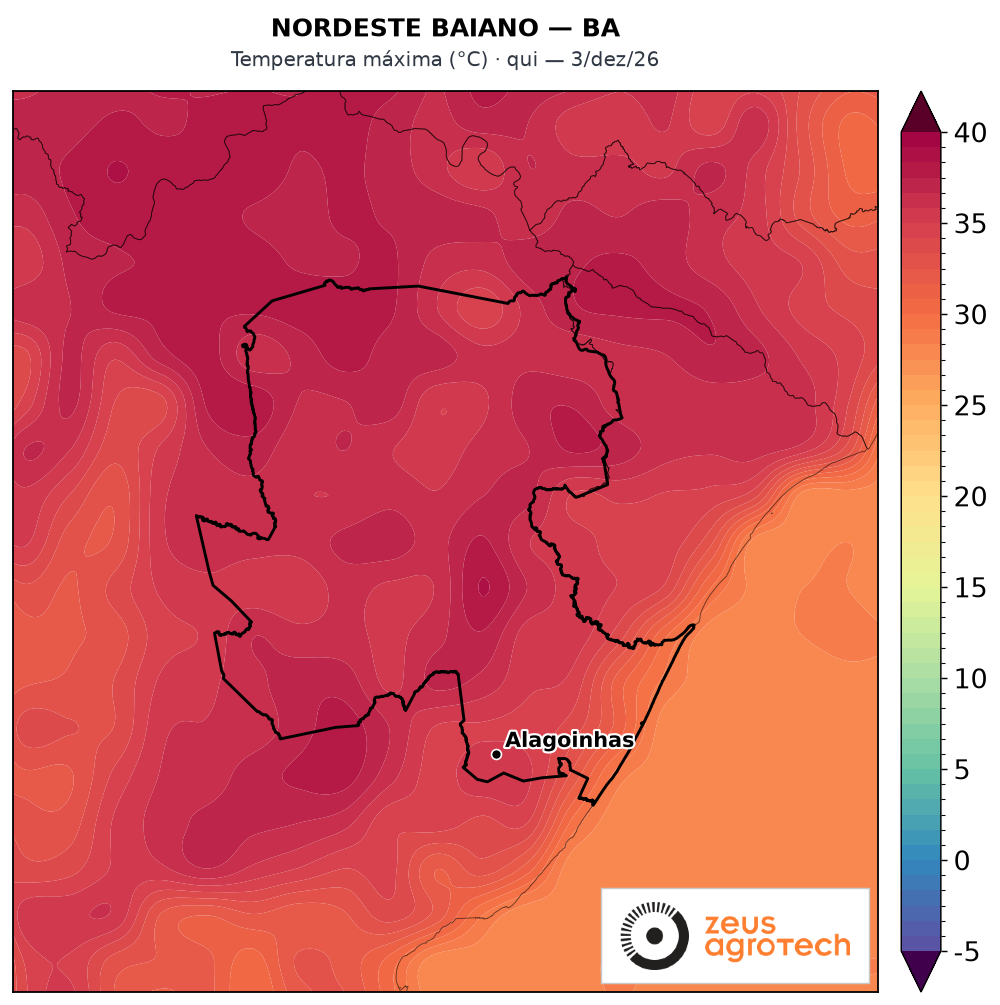 NORDESTE BAIANO — BA
Temperatura máxima (°C) · qui — 3/dez/26
40
35
30
25
20
15
10
5
0
-5
Alagoinhas
zeus
agrotech